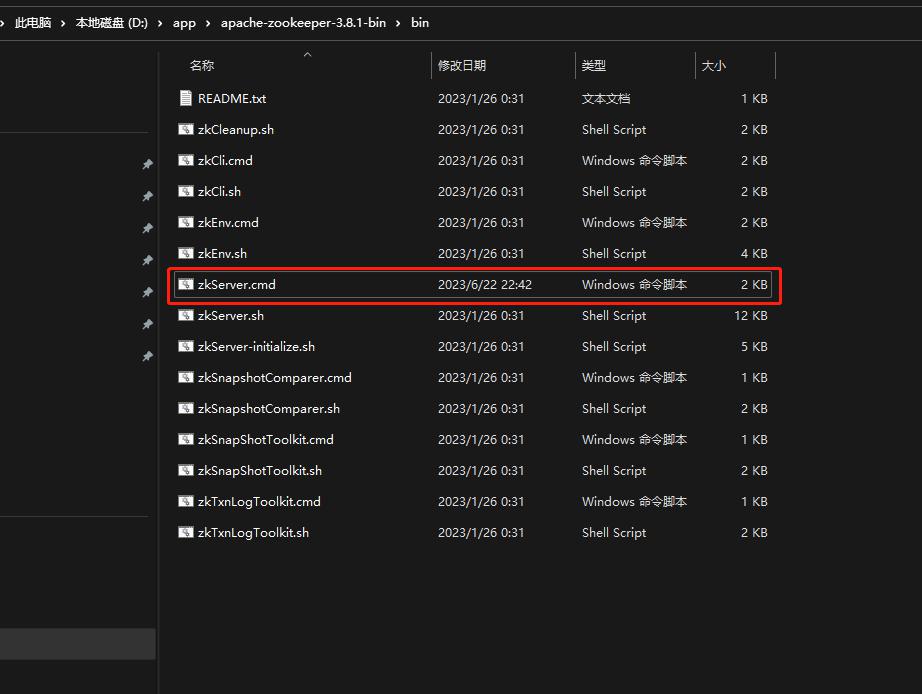 此电脑 › 本地磁盘 (D:) › app › apache-zookeeper-3.8.1-bin › bin
名称 修改日期 类型 大小
README.txt 2023/1/26 0:31 文本文档 1 KB
zkCleanup.sh 2023/1/26 0:31 Shell Script 2 KB
zkCli.cmd 2023/1/26 0:31 Windows 命令脚本 2 KB
zkCli.sh 2023/1/26 0:31 Shell Script 2 KB
zkEnv.cmd 2023/1/26 0:31 Windows 命令脚本 2 KB
zkEnv.sh 2023/1/26 0:31 Shell Script 4 KB
zkServer.cmd 2023/6/22 22:42 Windows 命令脚本 2 KB
zkServer.sh 2023/1/26 0:31 Shell Script 12 KB
zkServer-initialize.sh 2023/1/26 0:31 Shell Script 5 KB
zkSnapshotComparer.cmd 2023/1/26 0:31 Windows 命令脚本 1 KB
zkSnapshotComparer.sh 2023/1/26 0:31 Shell Script 2 KB
zkSnapShotToolkit.cmd 2023/1/26 0:31 Windows 命令脚本 1 KB
zkSnapShotToolkit.sh 2023/1/26 0:31 Shell Script 2 KB
zkTxnLogToolkit.cmd 2023/1/26 0:31 Windows 命令脚本 1 KB
zkTxnLogToolkit.sh 2023/1/26 0:31 Shell Script 2 KB